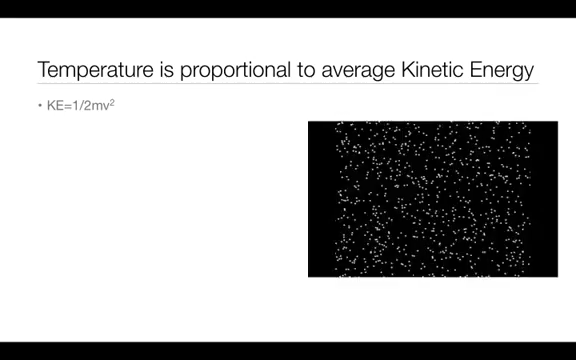 Temperature is proportional to average Kinetic Energy
• KE=1/2mv²